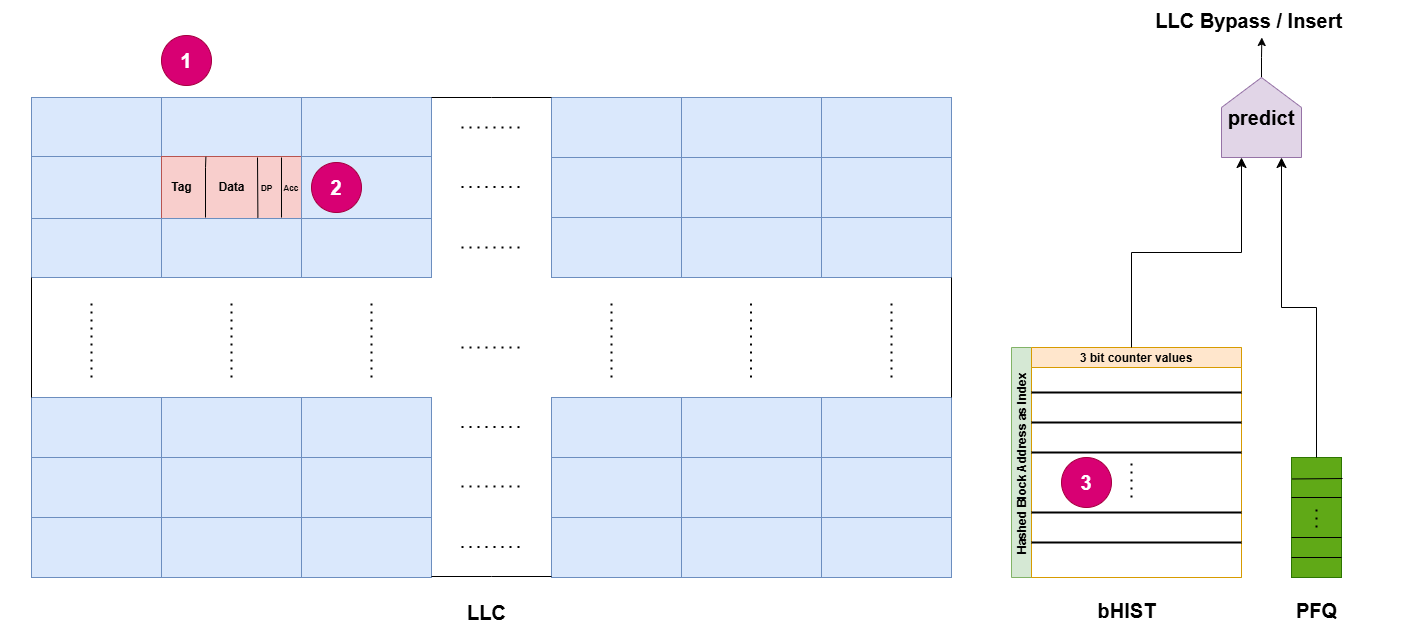 LLC Bypass / Insert
1
predict
Tag
Data
DP
Acc
2
3 bit counter values
Hashed Block Address as Index
3
LLC
bHIST
PFQ